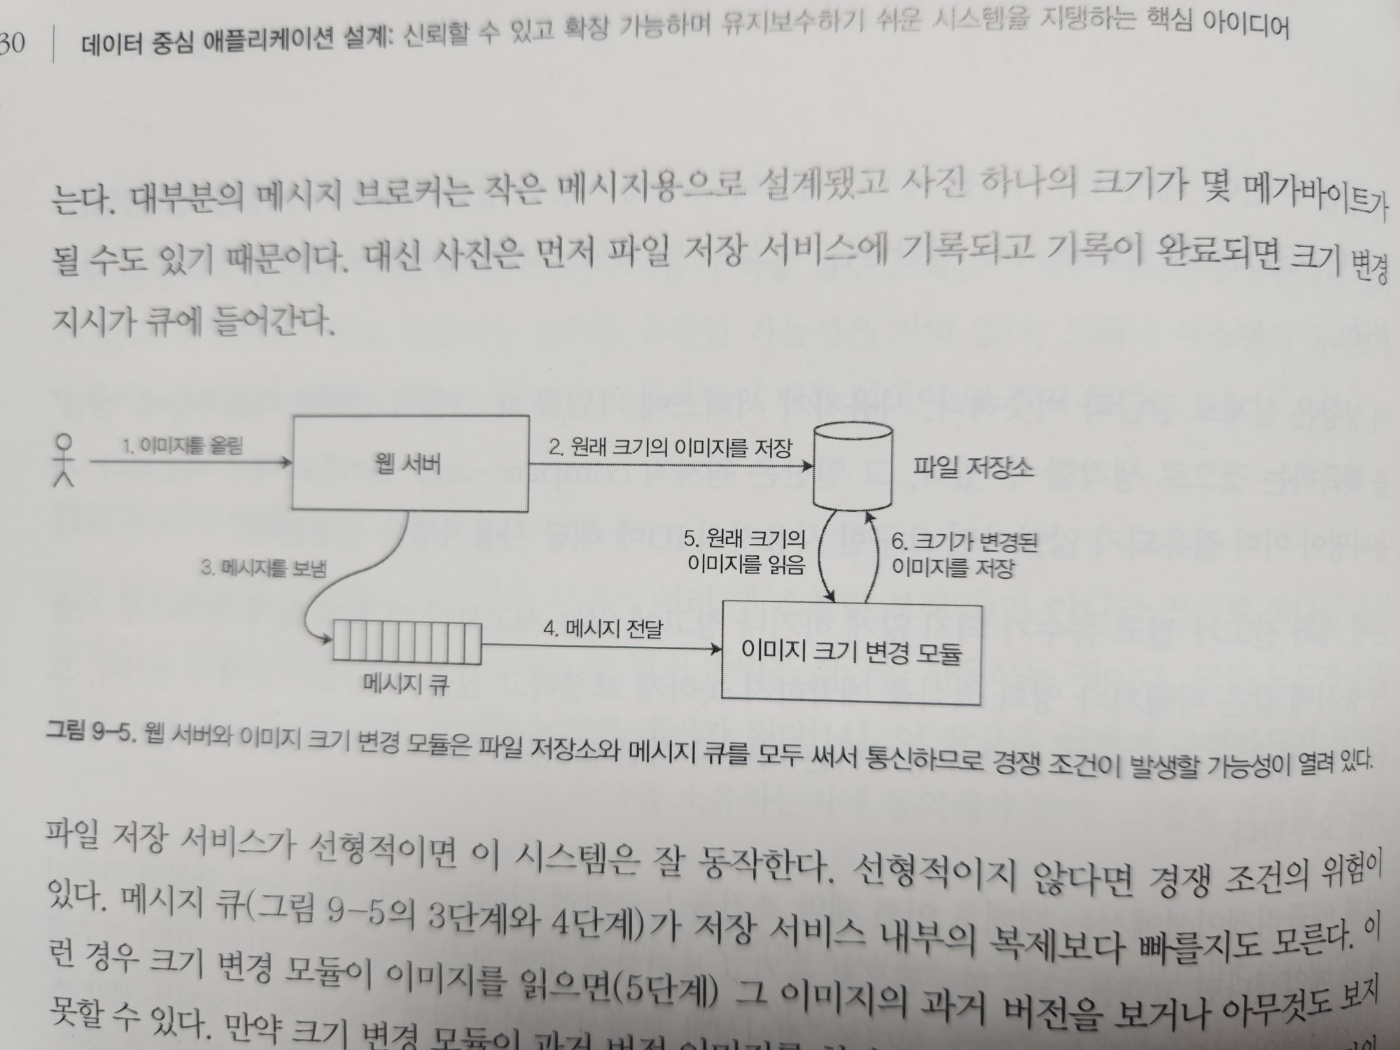 30 데이터 중심 애플리케이션 설계: 신뢰할 수 있고 확장 가능하며 유지보수하기 쉬운 시스템을 지탱하는 핵심 아이디어
는다. 대부분의 메시지 브로커는 작은 메시지용으로 설계됐고 사진 하나의 크기가 몇 메가바이트가
될 수도 있기 때문이다. 대신 사진은 먼저 파일 저장 서비스에 기록되고 기록이 완료되면 크기 변경
지시가 큐에 들어간다.
1. 이미지를 올림
웹 서버
2. 원래 크기의 이미지를 저장
파일 저장소
3. 메시지를 보냄
5. 원래 크기의
이미지를 읽음
6. 크기가 변경된
이미지를 저장
4. 메시지 전달
이미지 크기 변경 모듈
메시지 큐
그림 9-5. 웹 서버와 이미지 크기 변경 모듈은 파일 저장소와 메시지 큐를 모두 써서 통신하므로 경쟁 조건이 발생할 가능성이 열려 있다.
파일 저장 서비스가 선형적이면 이 시스템은 잘 동작한다. 선형적이지 않다면 경쟁 조건의 위험이
있다. 메시지 큐(그림 9-5의 3단계와 4단계)가 저장 서비스 내부의 복제보다 빠를지도 모른다. 이
런 경우 크기 변경 모듈이 이미지를 읽으면(5단계) 그 이미지의 과거 버전을 보거나 아무것도 보지
못할 수 있다. 만약 크기 변경 모듈이 과거 버전